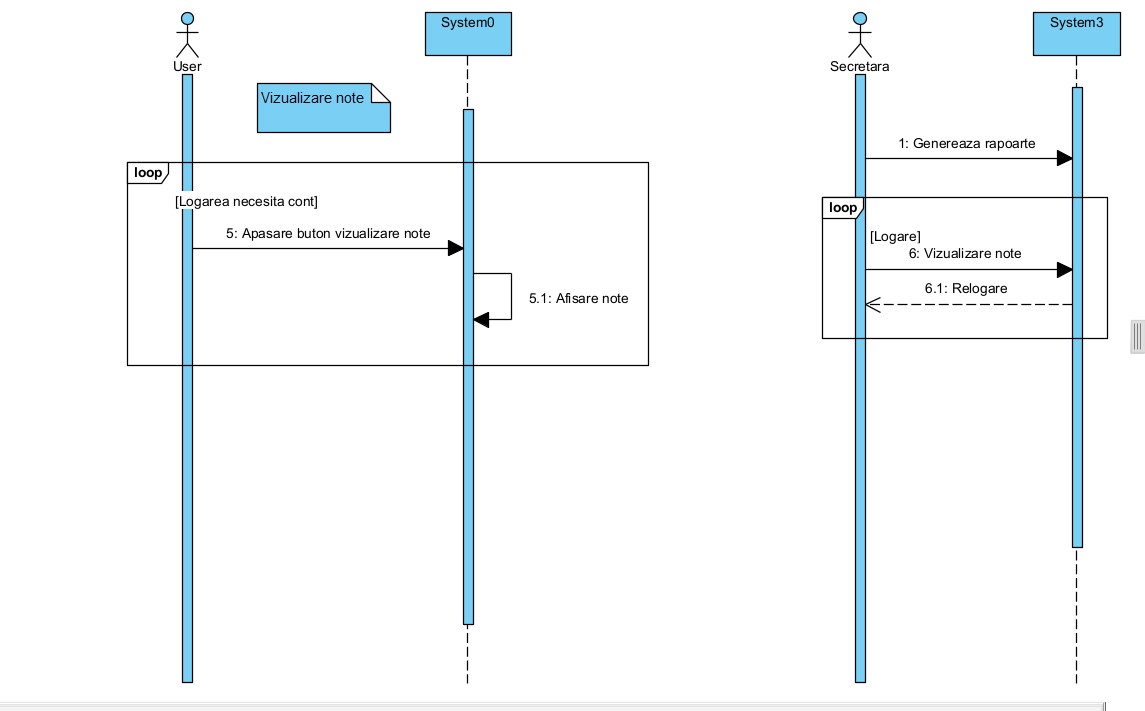 User
System0
Vizualizare note
loop
[Logarea necesita cont]
5: Apasare buton vizualizare note
5.1: Afisare note
Secretara
System3
1: Genereaza rapoarte
loop
[Logare]
6: Vizualizare note
6.1: Relogare